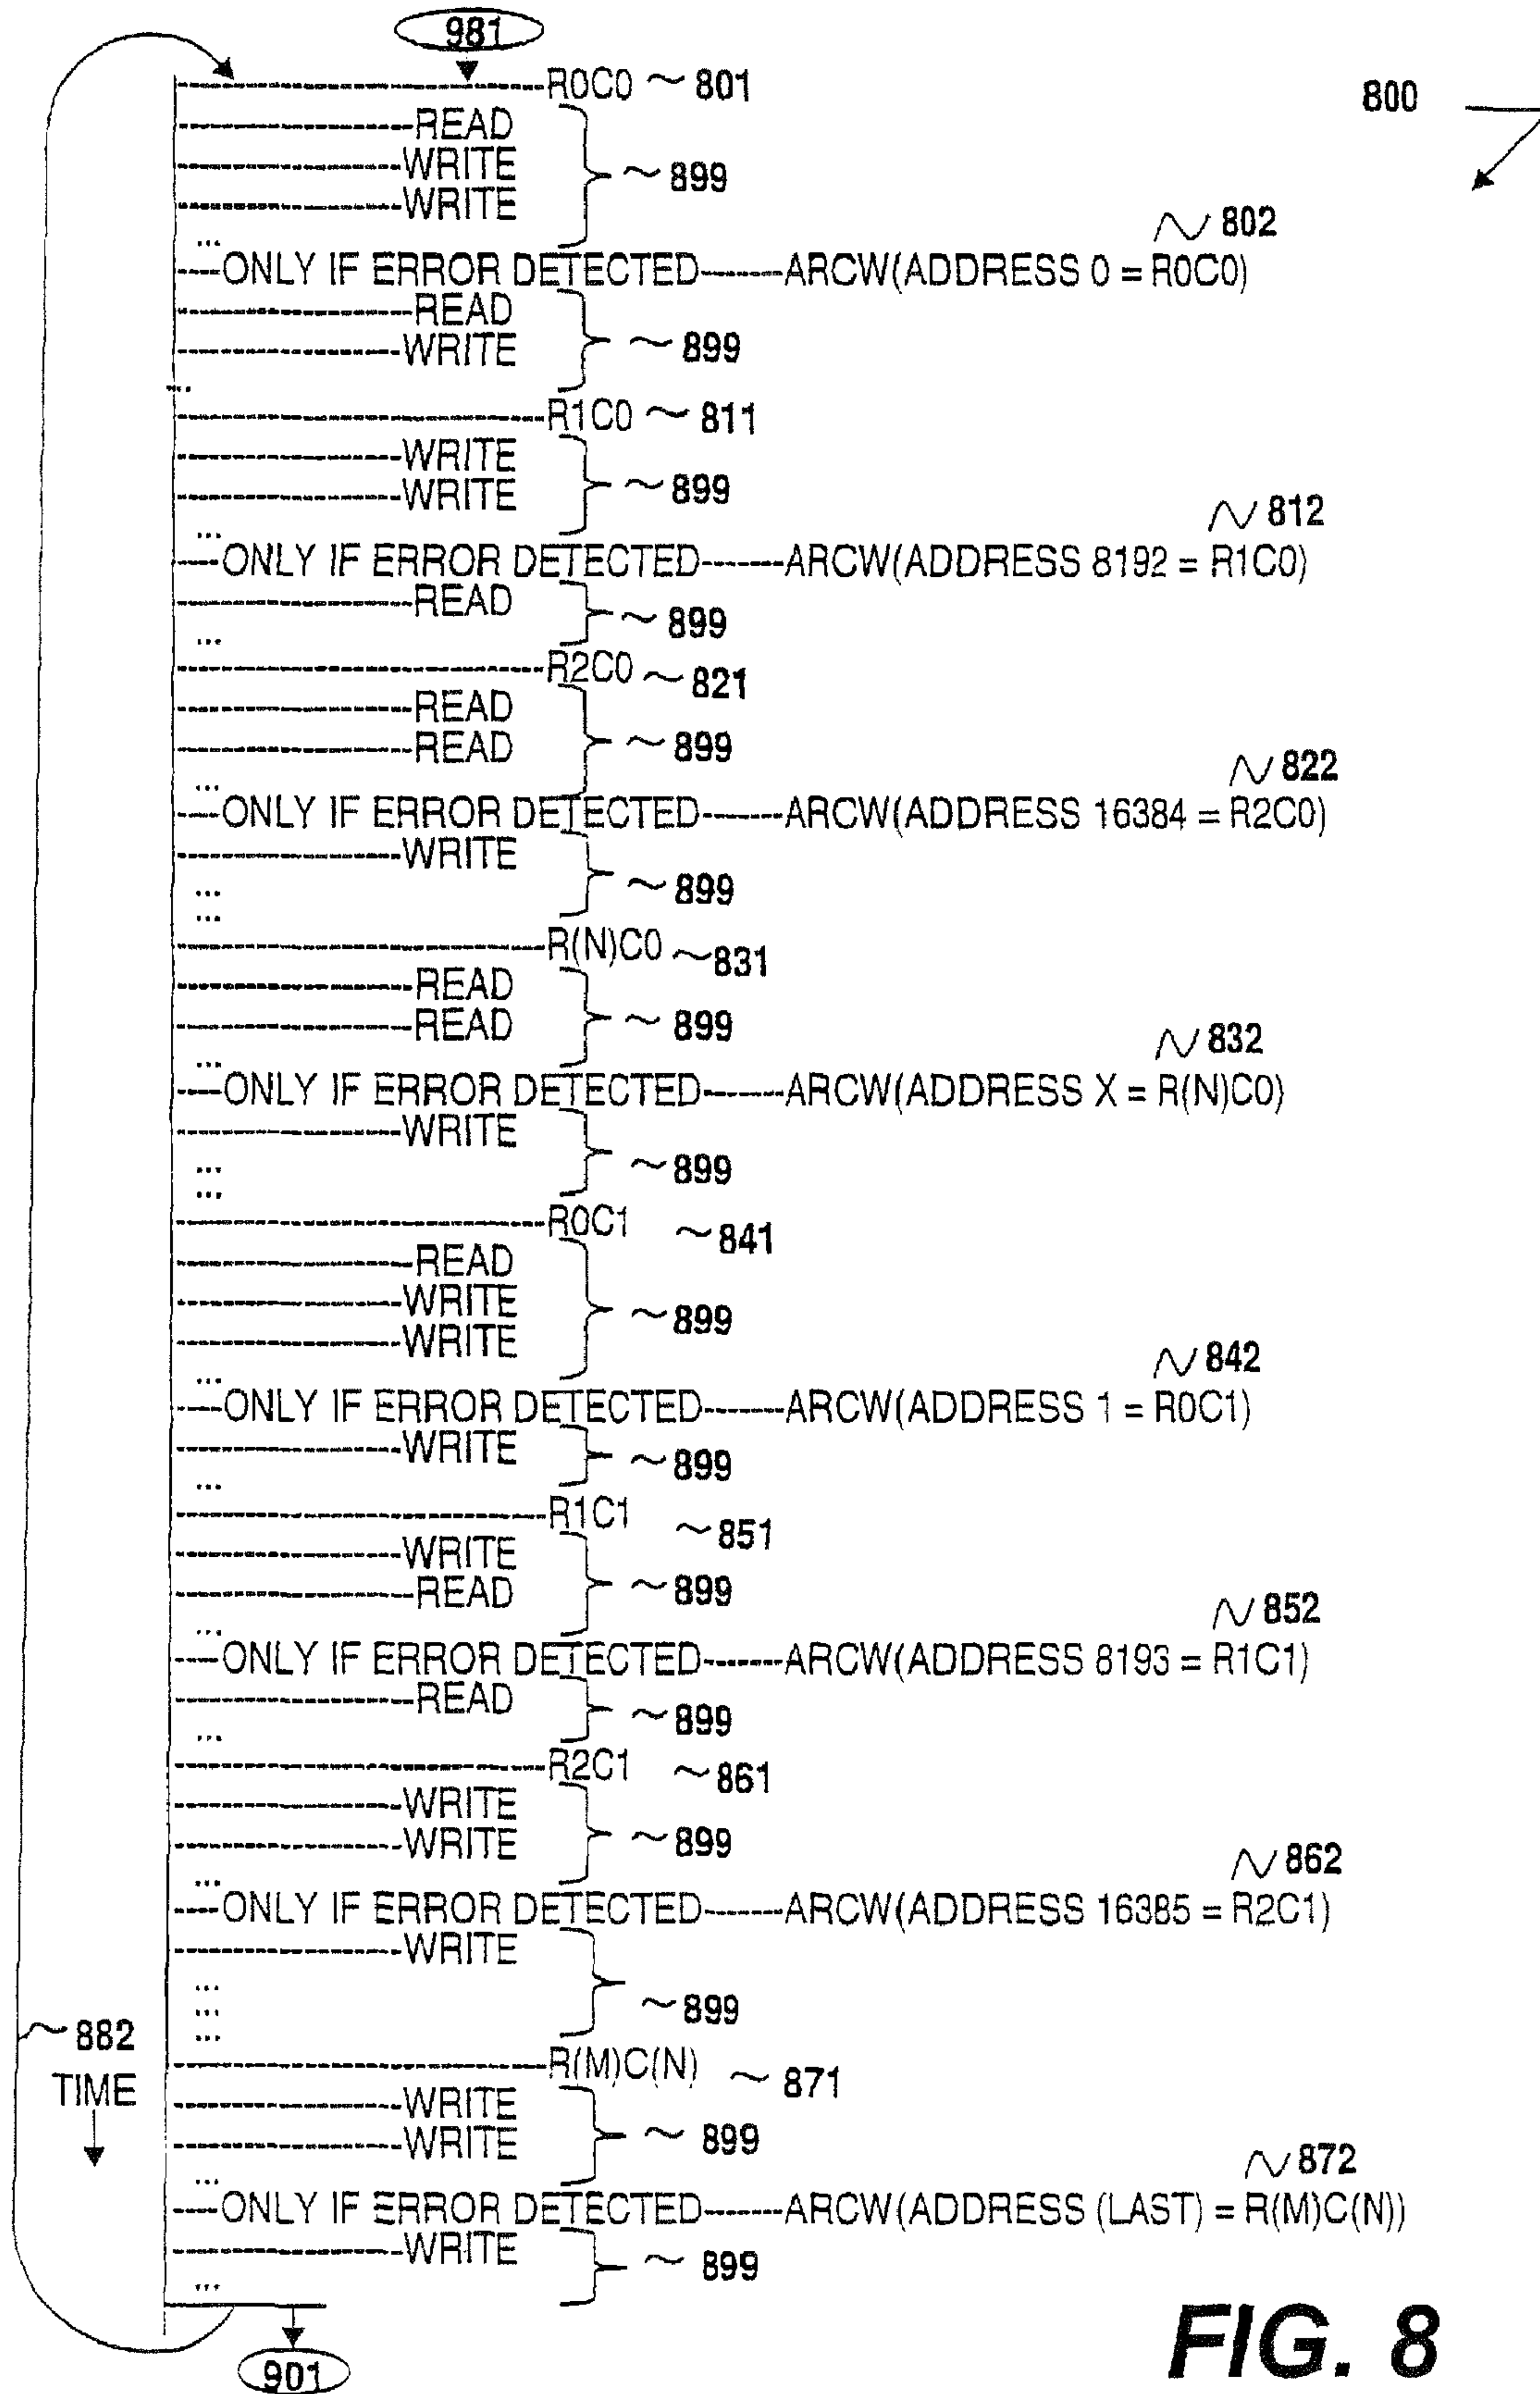 981
R0C0 ~ 801
800
READ
WRITE
WRITE
~ 899
...
802
----ONLY IF ERROR DETECTED------ARCW(ADDRESS 0 = R0C0)
READ
WRITE
~ 899
...
R1C0 ~ 811
WRITE
WRITE
~ 899
...
812
----ONLY IF ERROR DETECTED------ARCW(ADDRESS 8192 = R1C0)
READ
~ 899
...
R2C0 ~ 821
READ
READ
~ 899
...
822
----ONLY IF ERROR DETECTED------ARCW(ADDRESS 16384 = R2C0)
WRITE
~ 899
...
...
R(N)C0 ~ 831
READ
READ
~ 899
...
832
----ONLY IF ERROR DETECTED------ARCW(ADDRESS X = R(N)C0)
WRITE
~ 899
...
...
R0C1 ~ 841
READ
WRITE
WRITE
~ 899
...
842
----ONLY IF ERROR DETECTED------ARCW(ADDRESS 1 = R0C1)
WRITE
~ 899
...
R1C1 ~ 851
WRITE
READ
~ 899
...
852
----ONLY IF ERROR DETECTED------ARCW(ADDRESS 8193 = R1C1)
READ
~ 899
...
R2C1 ~ 861
WRITE
WRITE
~ 899
...
862
----ONLY IF ERROR DETECTED------ARCW(ADDRESS 16385 = R2C1)
WRITE
~ 899
...
...
...
~ 882
TIME
R(M)C(N) ~ 871
WRITE
WRITE
~ 899
...
872
----ONLY IF ERROR DETECTED------ARCW(ADDRESS (LAST) = R(M)C(N))
WRITE
~ 899
...
901
FIG. 8